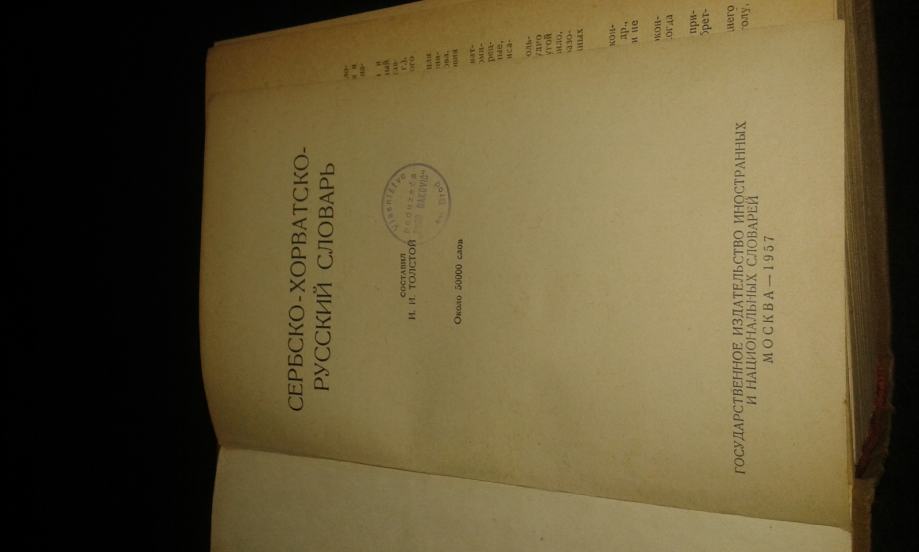 СЕРБСКО-ХОРВАТСКО-
РУССКИЙ СЛОВАРЬ
СОСТАВИЛ
И. И. ТОЛСТОЙ
Около 50000 слов
ГОСУДАРСТВЕННОЕ ИЗДАТЕЛЬСТВО ИНОСТРАННЫХ
И НАЦИОНАЛЬНЫХ СЛОВАРЕЙ
МОСКВА—1957